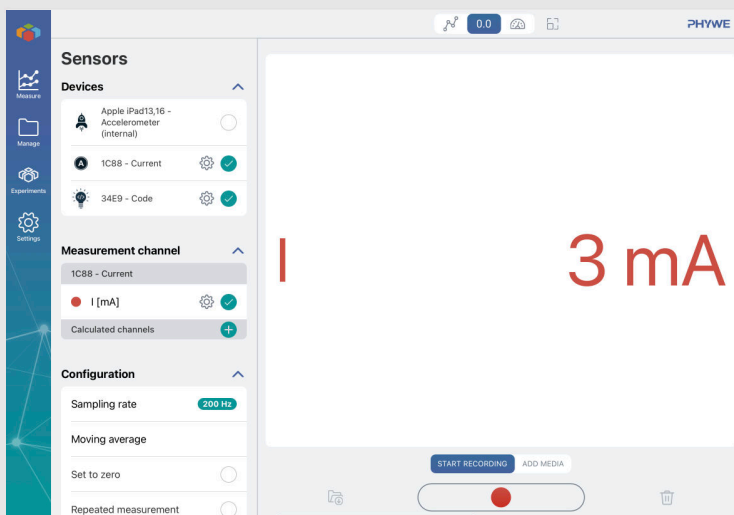 0.0
PHYWE
Measure
Manage
Experiments
Settings
Sensors
Devices
Apple iPad13,16 -
Accelerometer
(internal)
A
1C88 - Current
</>
34E9 - Code
Measurement channel
1C88 - Current
I [mA]
Calculated channels
Configuration
Sampling rate
200 Hz
Moving average
Set to zero
Repeated measurement
I
3 mA
START RECORDING
ADD MEDIA